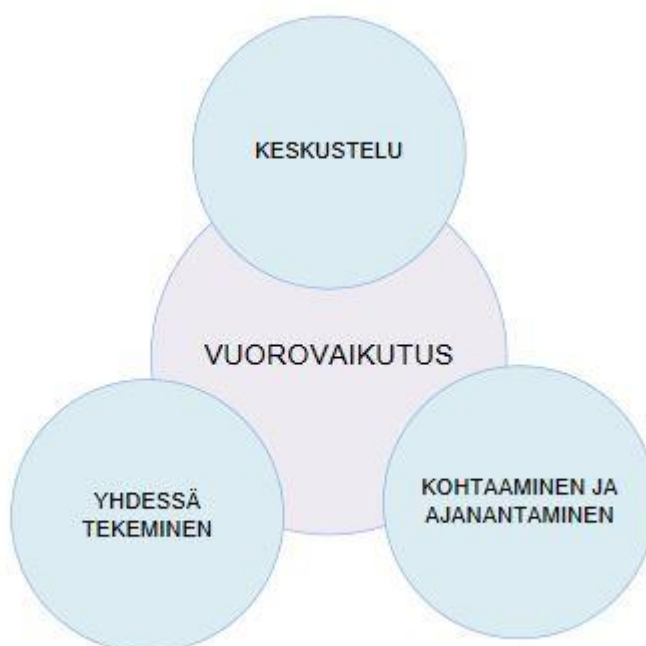 KESKUSTELU
VUOROVAIKUTUS
YHDESSÄ
TEKEMINEN
KOHTAAMINEN JA
AJANANTAMINEN